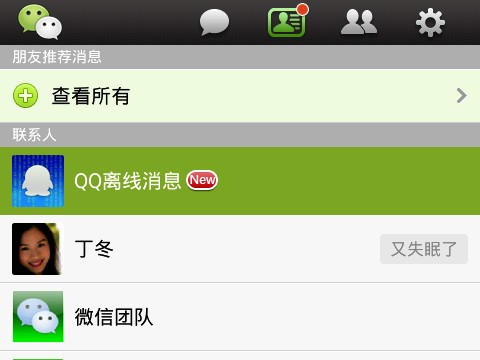 朋友推荐消息
查看所有
联系人
QQ离线消息 New
丁冬 又失眠了
微信团队